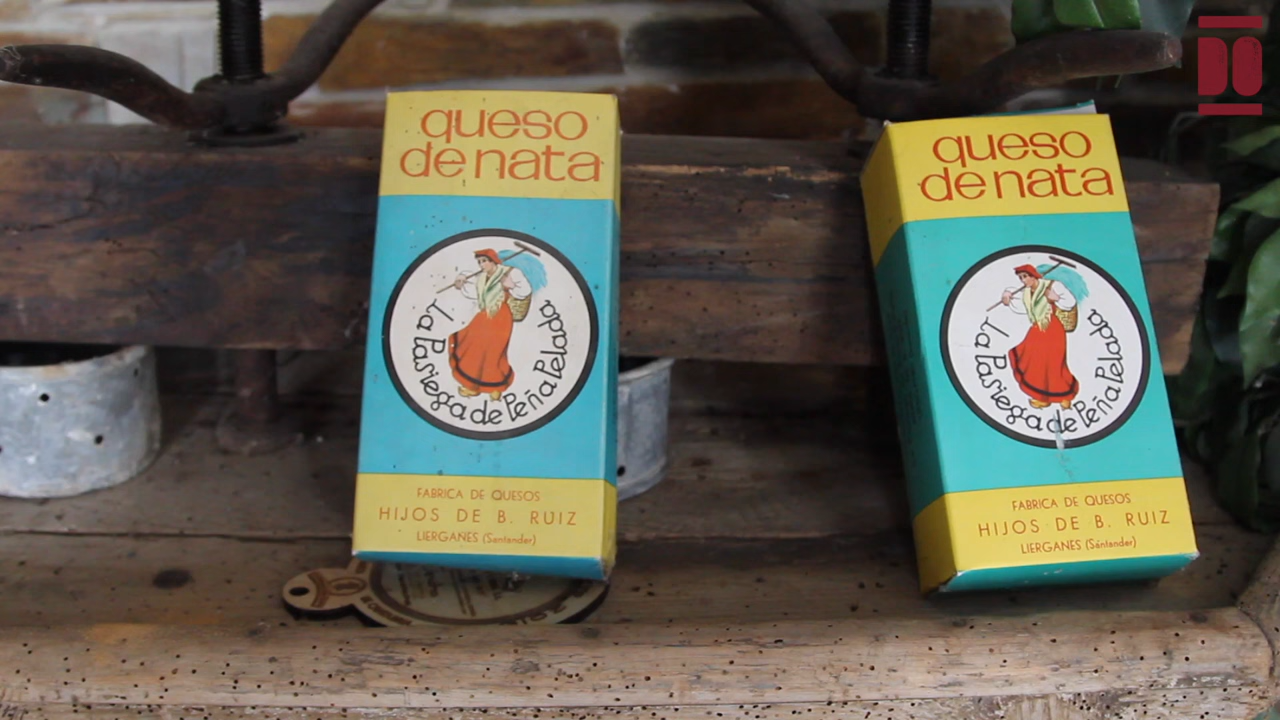 queso
de nata
La Pasiega de Peña Pelada
FABRICA DE QUESOS
HIJOS DE B. RUIZ
LIERGANES (Santander)
queso
de nata
La Pasiega de Peña Pelada
FABRICA DE QUESOS
HIJOS DE B. RUIZ
LIERGANES (Santander)
DO